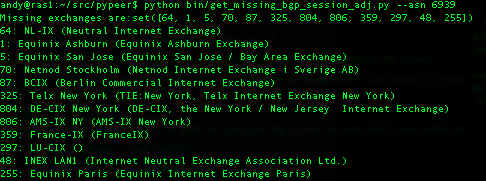 andy@ras1:~/src/pypeer$ python bin/get_missing_bgp_session_adj.py --asn 6939
Missing exchanges are:set([64, 1, 5, 70, 87, 325, 804, 806, 359, 297, 48, 255])
64: NL-IX (Neutral Internet Exchange)
1: Equinix Ashburn (Equinix Ashburn Exchange)
5: Equinix San Jose (Equinix San Jose / Bay Area Exchange)
70: Netnod Stockholm (Netnod Internet Exchange i Sverige AB)
87: BCIX (Berlin Commercial Internet Exchange)
325: Telx New York (TIE:New York, Telx Internet Exchange New York)
804: DE-CIX New York (DE-CIX, the New York / New Jersey  Internet Exchange)
806: AMS-IX NY (AMS-IX New York)
359: France-IX (FranceIX)
297: LU-CIX ()
48: INEX LAN1 (Internet Neutral Exchange Association Ltd.)
255: Equinix Paris (Equinix Internet Exchange Paris)